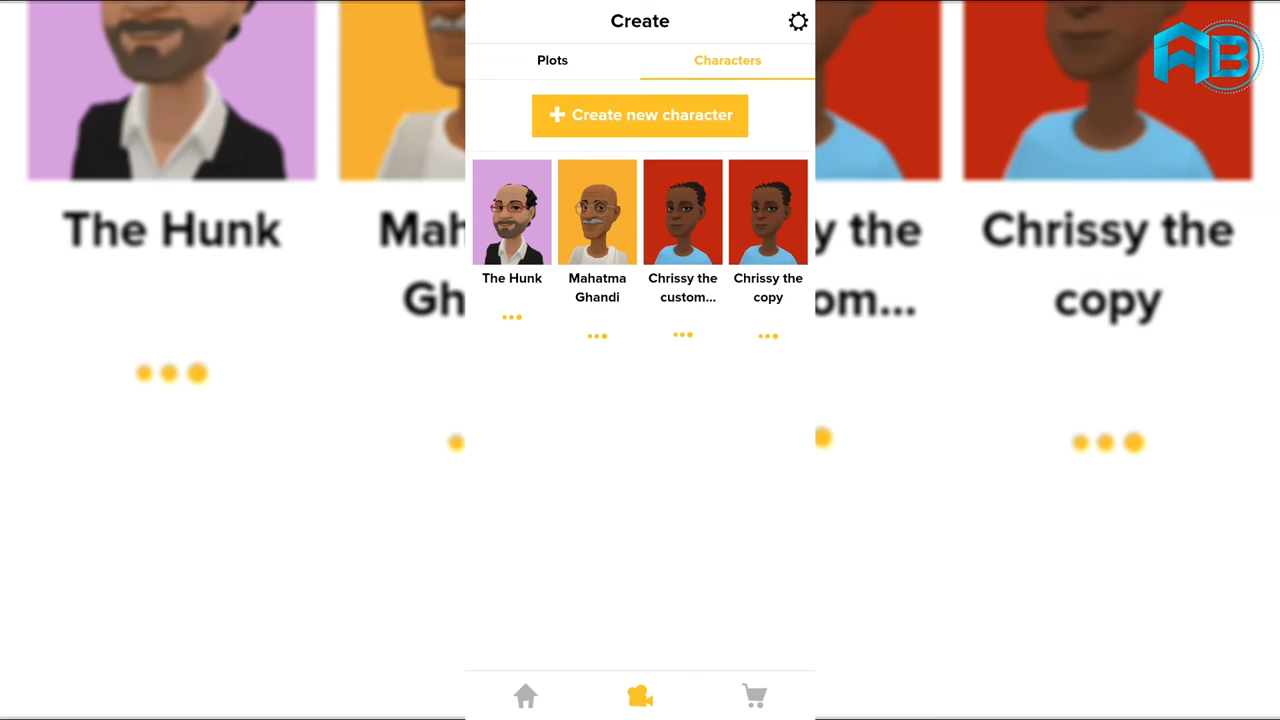 Create
Plots
Characters
Create new character
The Hunk
Mahatma
Ghandi
Chrissy the
custom...
Chrissy the
copy
The Hunk
Mah
Gh
y the
om...
Chrissy the
copy
AB